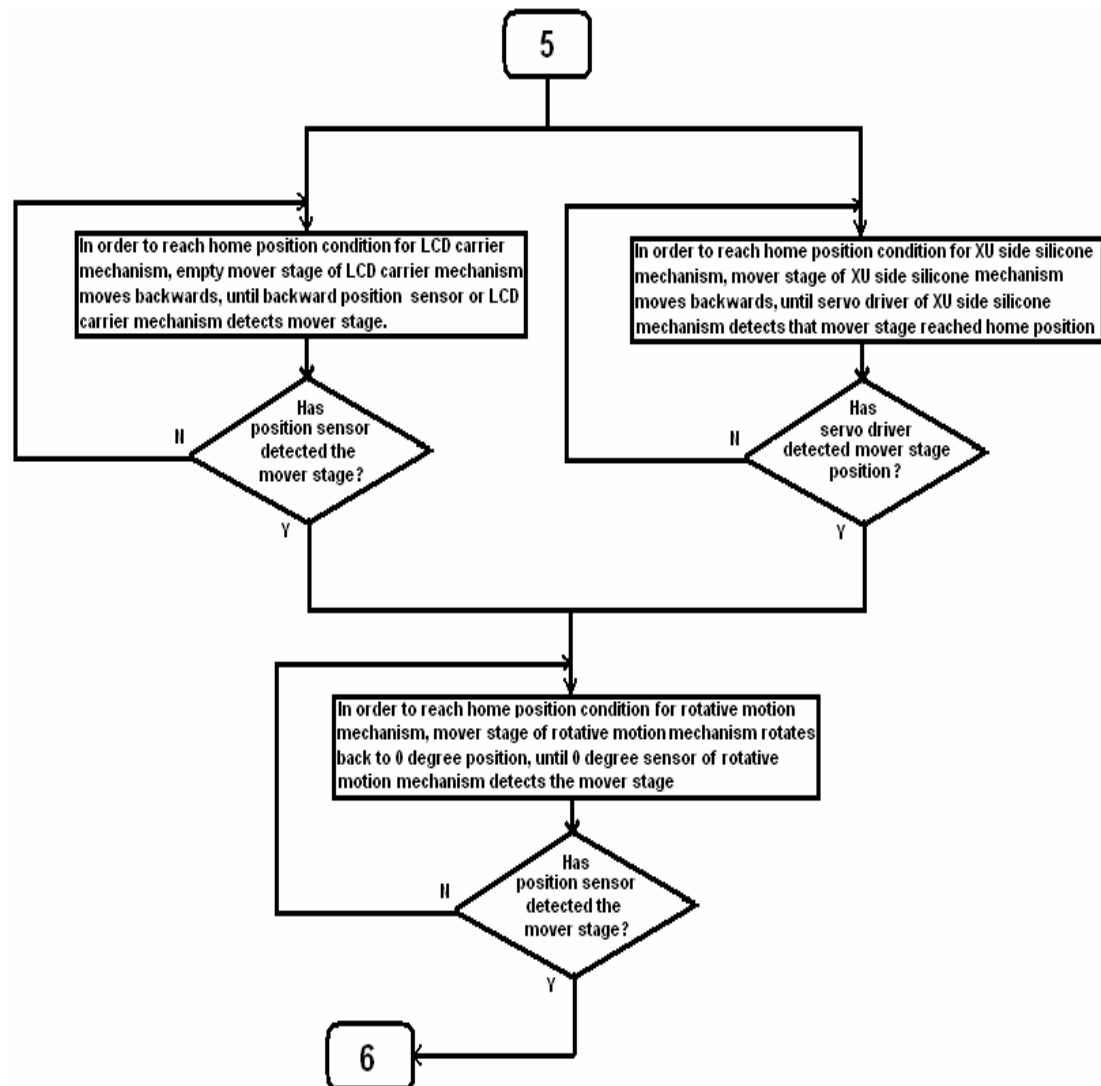 5
In order to reach home position condition for LCD carrier
mechanism, empty mover stage of LCD carrier mechanism
moves backwards, until backward position sensor or LCD
carrier mechanism detects mover stage.
In order to reach home position condition for XU side silicone
mechanism, mover stage of XU side silicone mechanism
moves backwards, until servo driver of XU side silicone
mechanism detects that mover stage reached home position
Has
position sensor
detected the
mover stage?
N
Y
Has
servo driver
detected mover stage
position ?
N
Y
In order to reach home position condition for rotative motion
mechanism, mover stage of rotative motion mechanism rotates
back to 0 degree position, until 0 degree sensor of rotative
motion mechanism detects the mover stage
Has
position sensor
detected the
mover stage?
N
Y
6